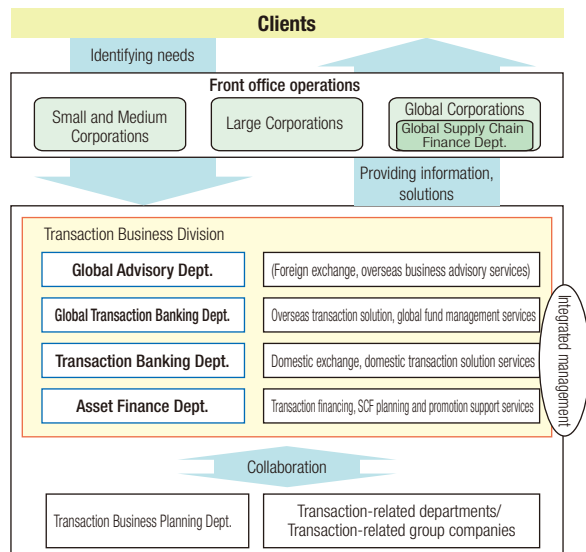 Clients
Identifying needs
Front office operations
Small and Medium
Corporations
Large Corporations
Global Corporations
Global Supply Chain
Finance Dept.
Providing information,
solutions
Transaction Business Division
Global Advisory Dept.
(Foreign exchange, overseas business advisory services)
Global Transaction Banking Dept.
Overseas transaction solution, global fund management services
Transaction Banking Dept.
Domestic exchange, domestic transaction solution services
Asset Finance Dept.
Transaction financing, SCF planning and promotion support services
Integrated management
Collaboration
Transaction Business Planning Dept.
Transaction-related departments/
Transaction-related group companies